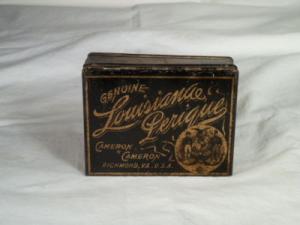 GENUINE
Louisiana
Perique
CAMERON
& CAMERON
RICHMOND, VA. U.S.A.